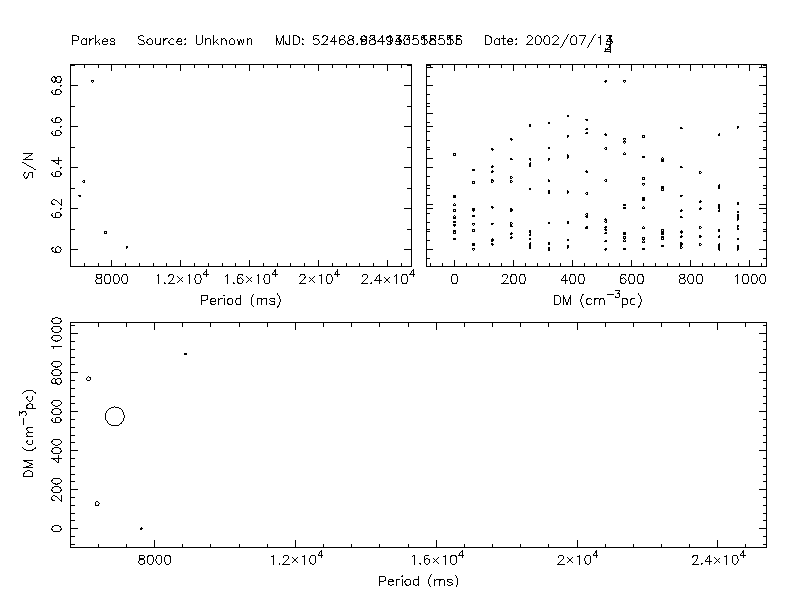 Parkes Source: Unknown MJD: Date: 2002/07/
S/N
6 6.2 6.4 6.6 6.8
8000 1.2×10⁴ 1.6×10⁴ 2×10⁴ 2.4×10⁴
Period (ms)
0 200 400 600 800 1000
DM (cm⁻³pc)
DM (cm⁻³pc)
0 200 400 600 800 1000
8000 1.2×10⁴ 1.6×10⁴ 2×10⁴ 2.4×10⁴
Period (ms)